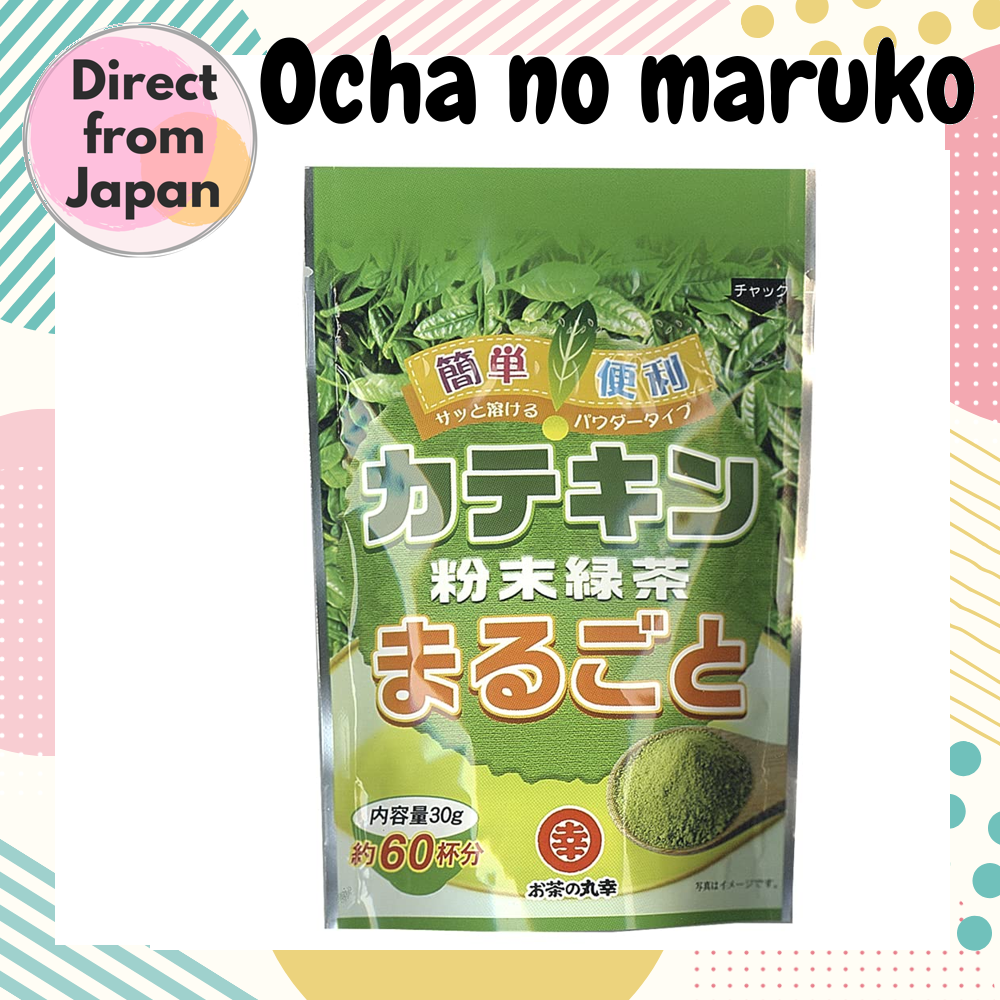 Direct
from
Japan
Ocha no maruko
チャック
簡単
便利
サッと溶ける
パウダータイプ
カテキン
粉末緑茶
まるごと
内容量30g
約60杯分
幸
お茶の丸幸
写真はイメージです。